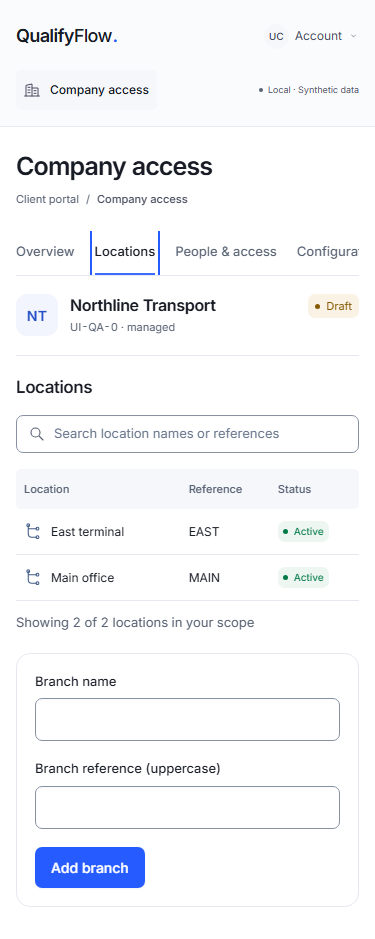 QualifyFlow.
UC Account
Company access
Local · Synthetic data
Company access
Client portal / Company access
Overview Locations People & access Configurat
NT
Northline Transport
Draft
UI-QA-0 · managed
Locations
Search location names or references
Location Reference Status
East terminal EAST Active
Main office MAIN Active
Showing 2 of 2 locations in your scope
Branch name
Branch reference (uppercase)
Add branch